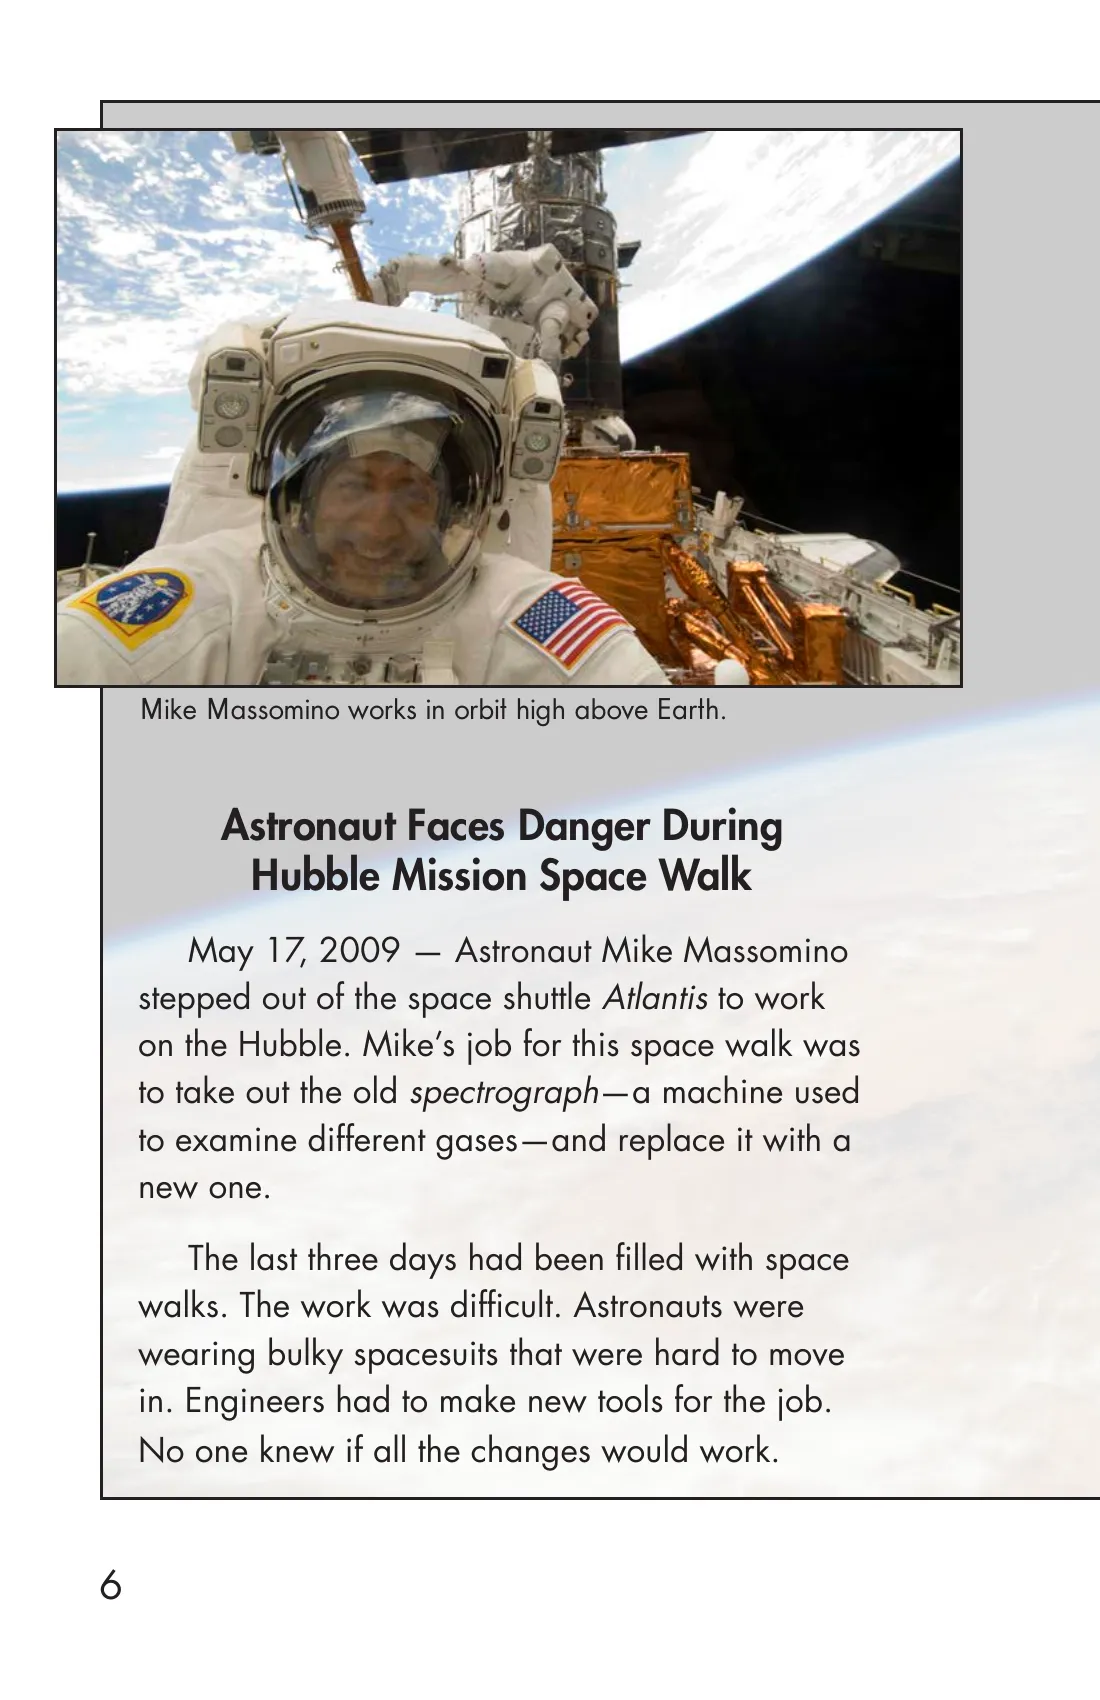 Mike Massomino works in orbit high above Earth.
Astronaut Faces Danger During
Hubble Mission Space Walk
May 17, 2009 — Astronaut Mike Massomino
stepped out of the space shuttle Atlantis to work
on the Hubble. Mike’s job for this space walk was
to take out the old spectrograph—a machine used
to examine different gases—and replace it with a
new one.
The last three days had been filled with space
walks. The work was difficult. Astronauts were
wearing bulky spacesuits that were hard to move
in. Engineers had to make new tools for the job.
No one knew if all the changes would work.
6